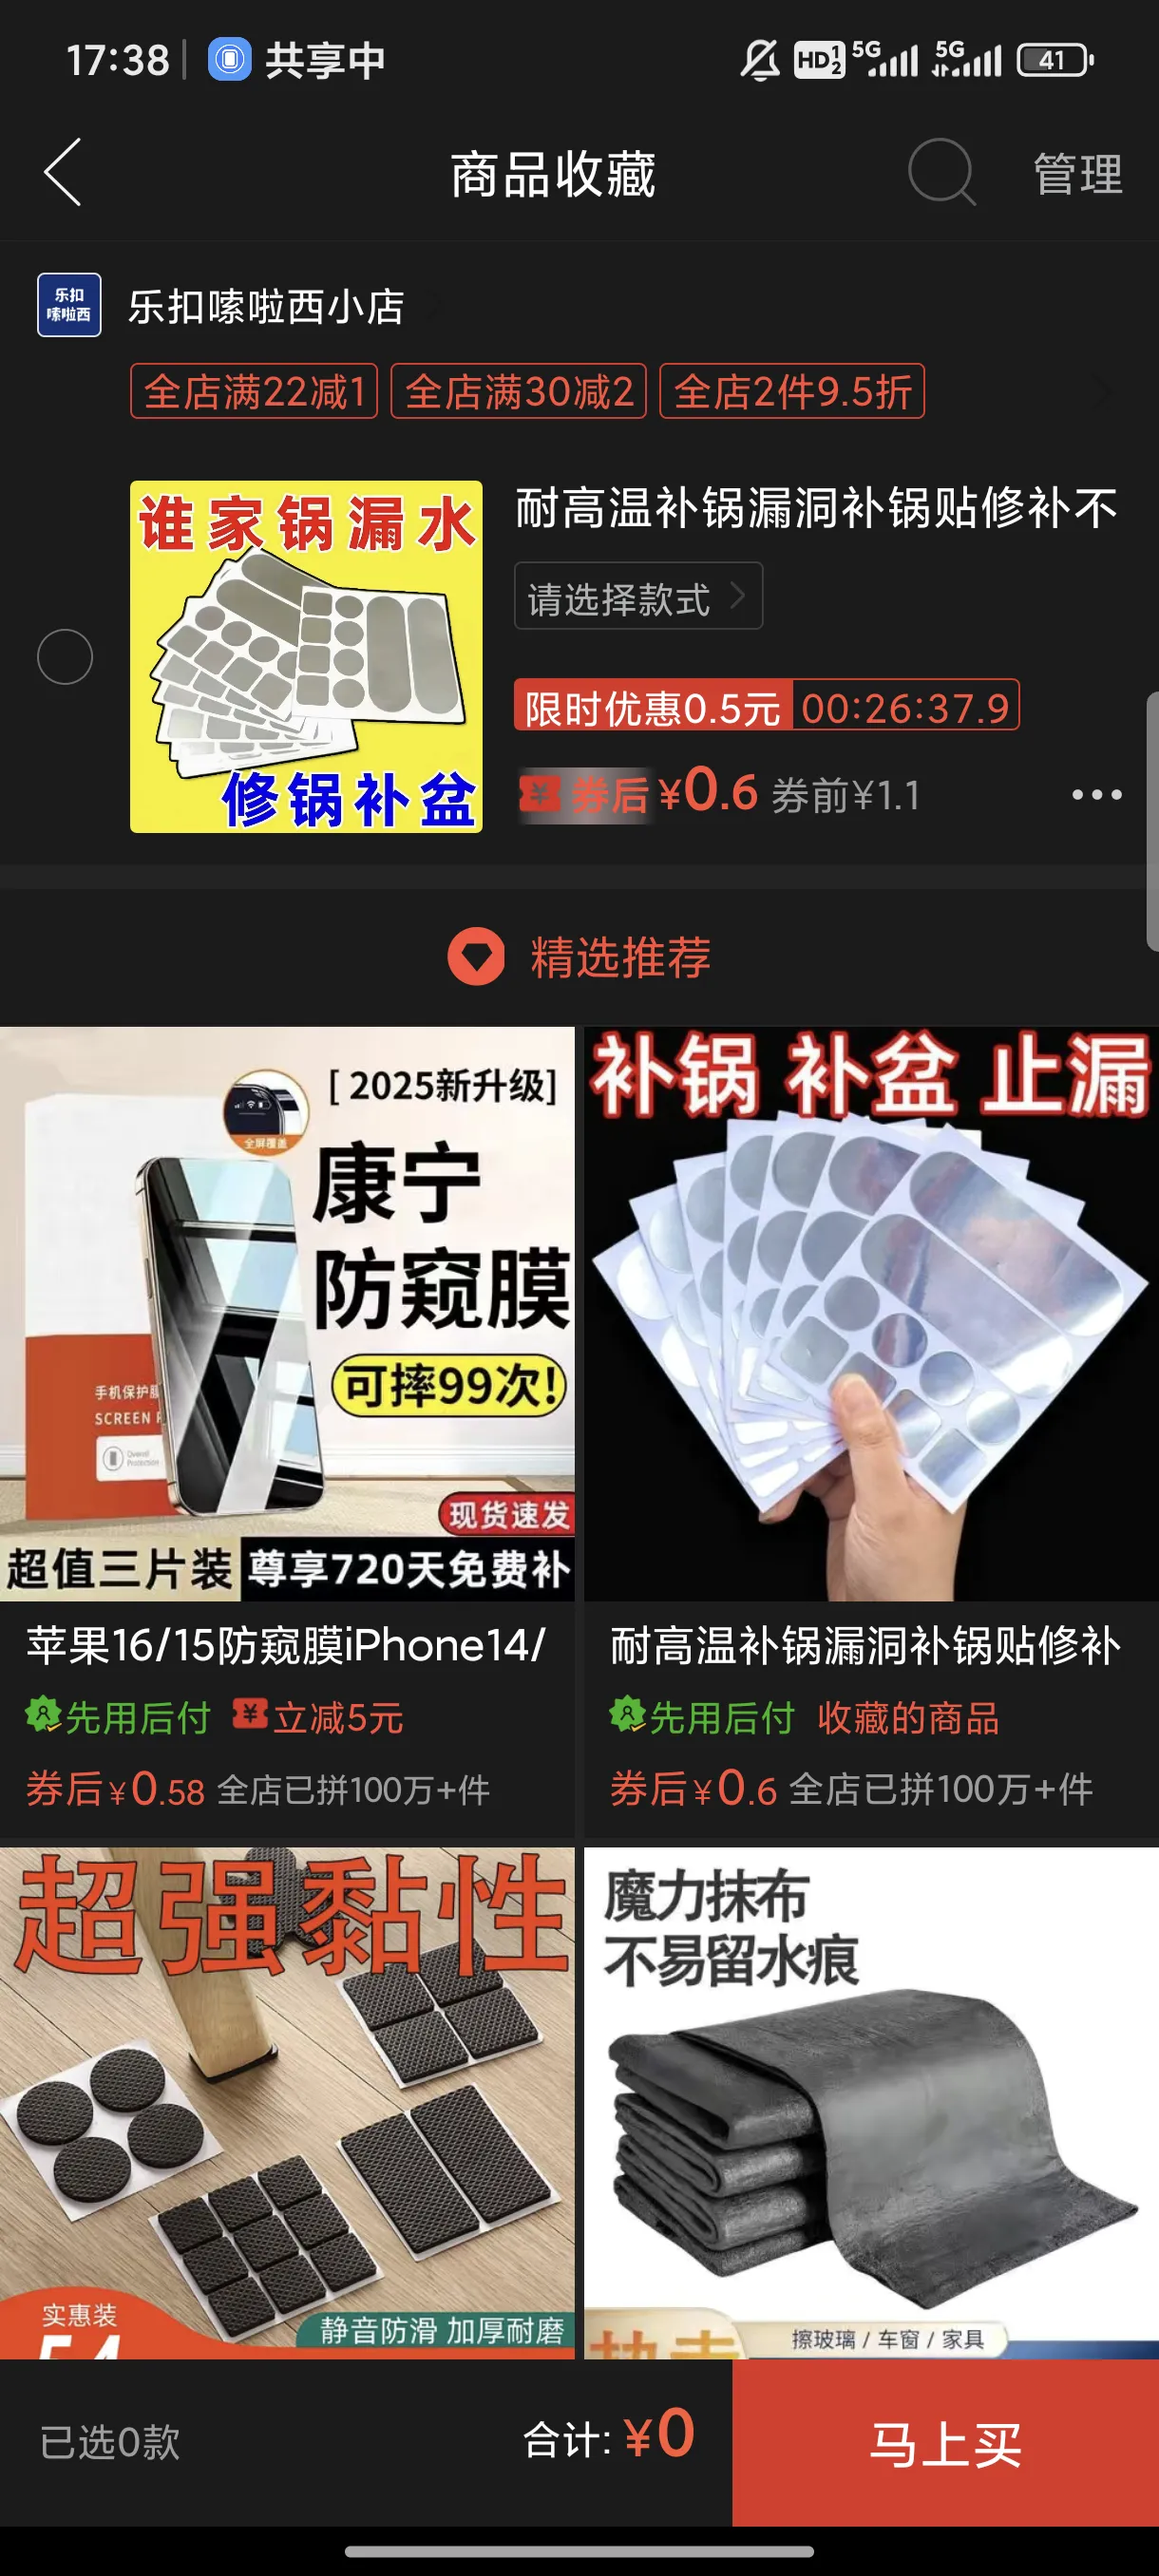 17:38
共享中
HD 1 2 5G 5G 41
商品收藏
管理
乐扣
嗦啦西
乐扣嗦啦西小店
全店满22减1
全店满30减2
全店2件9.5折
谁家锅漏水
修锅补盆
耐高温补锅漏洞补锅贴修补不
请选择款式
限时优惠0.5元 00:26:37.9
券后 ¥0.6 券前¥1.1
精选推荐
[ 2025新升级]
全屏覆盖
康宁
防窥膜
可摔99次!
手机保护膜
SCREEN
现货速发
超值三片装
尊享720天免费补
苹果16/15防窥膜iPhone14/
先用后付 立减5元
券后¥0.58 全店已拼100万+件
补锅 补盆 止漏
耐高温补锅漏洞补锅贴修补
先用后付 收藏的商品
券后¥0.6 全店已拼100万+件
超强黏性
实惠装
静音防滑 加厚耐磨
魔力抹布
不易留水痕
擦玻璃 / 车窗 / 家具
已选0款
合计: ¥0
马上买